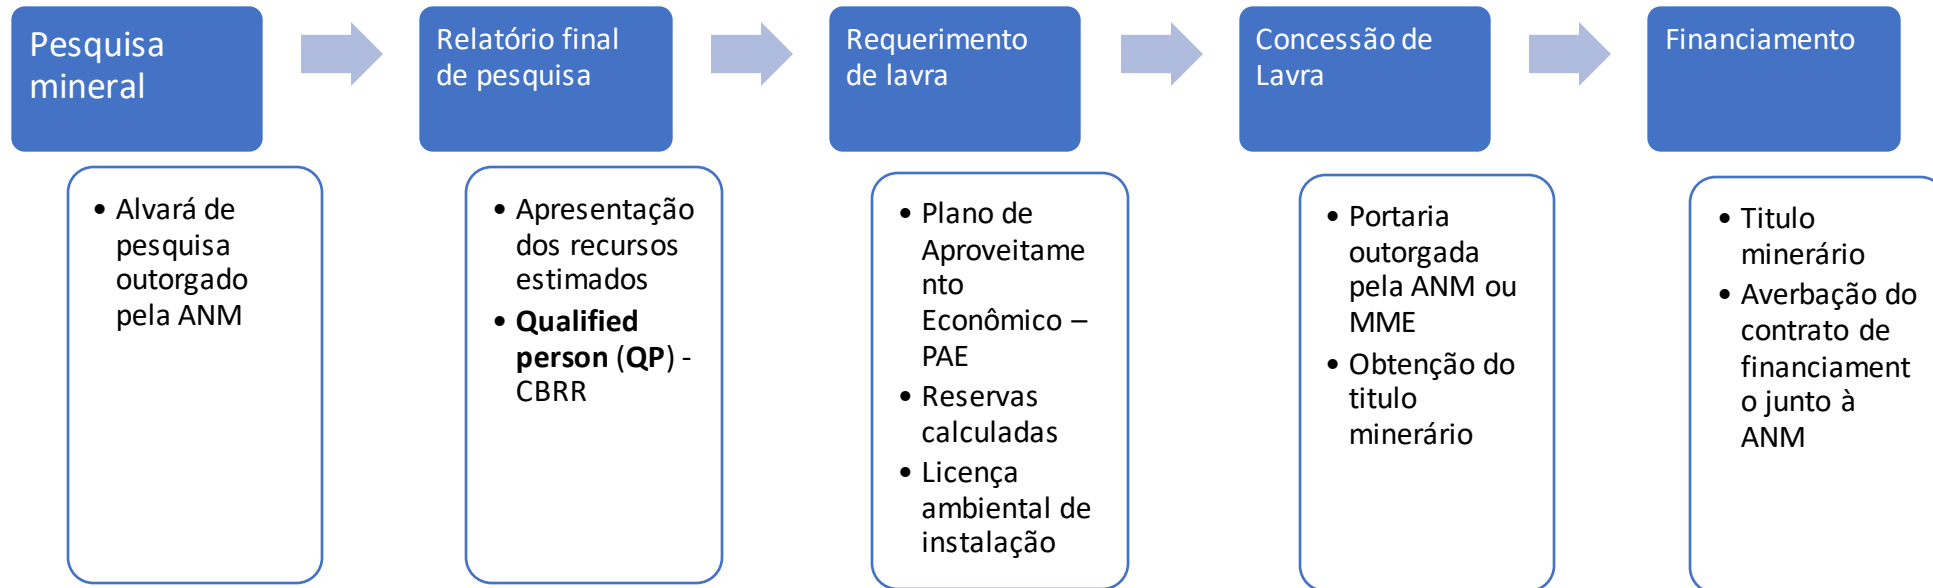 Pesquisa
mineral
• Alvará de
pesquisa
outorgado
pela ANM
Relatório final
de pesquisa
• Apresentação
dos recursos
estimados
• Qualified
person (QP) -
CBRR
Requerimento
de lavra
• Plano de
Aproveitame
nto
Econômico –
PAE
• Reservas
calculadas
• Licença
ambiental de
instalação
Concessão de
Lavra
• Portaria
outorgada
pela ANM ou
MME
• Obtenção do
titulo
minerário
Financiamento
• Titulo
minerário
• Averbação do
contrato de
financiament
o junto à
ANM